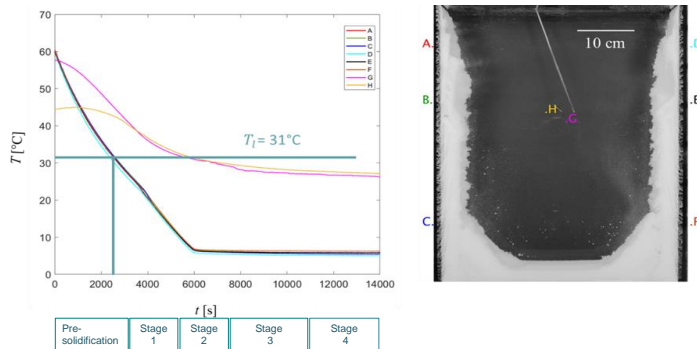 70
60
50
40
30
20
10
0
T [°C]
A
B
C
D
E
F
G
H
Tl = 31°C
0 2000 4000 6000 8000 10000 12000 14000
t [s]
Pre-
solidification
Stage
1
Stage
2
Stage
3
Stage
4
10 cm
A.
B.
C.
.H
.G
.F